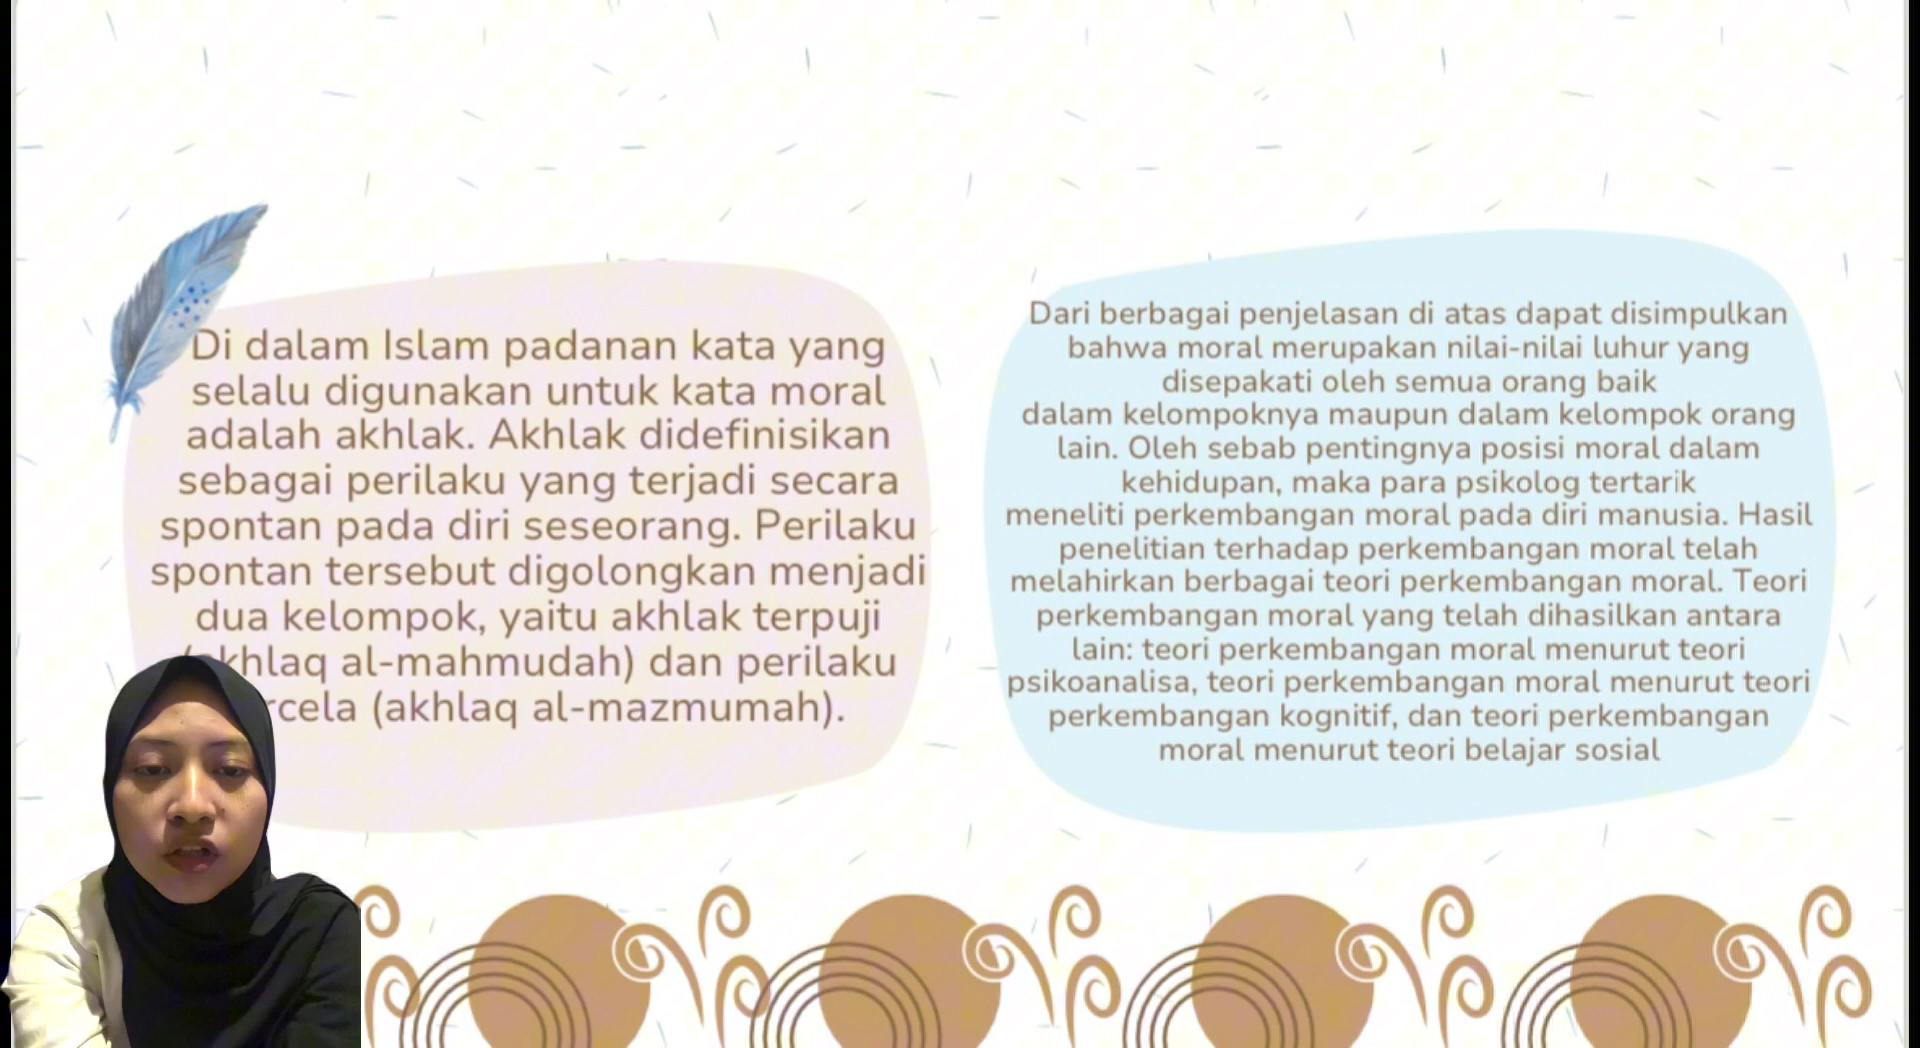 Di dalam Islam padanan kata yang
selalu digunakan untuk kata moral
adalah akhlak. Akhlak didefinisikan
sebagai perilaku yang terjadi secara
spontan pada diri seseorang. Perilaku
spontan tersebut digolongkan menjadi
dua kelompok, yaitu akhlak terpuji
(akhlaq al-mahmudah) dan perilaku
(akhlaq al-mazmumah).
Dari berbagai penjelasan di atas dapat disimpulkan
bahwa moral merupakan nilai-nilai luhur yang
disepakati oleh semua orang baik
dalam kelompoknya maupun dalam kelompok orang
lain. Oleh sebab pentingnya posisi moral dalam
kehidupan, maka para psikolog tertarik
meneliti perkembangan moral pada diri manusia. Hasil
penelitian terhadap perkembangan moral telah
melahirkan berbagai teori perkembangan moral. Teori
perkembangan moral yang telah dihasilkan antara
lain: teori perkembangan moral menurut teori
psikoanalisa, teori perkembangan moral menurut teori
perkembangan kognitif, dan teori perkembangan
moral menurut teori belajar sosial